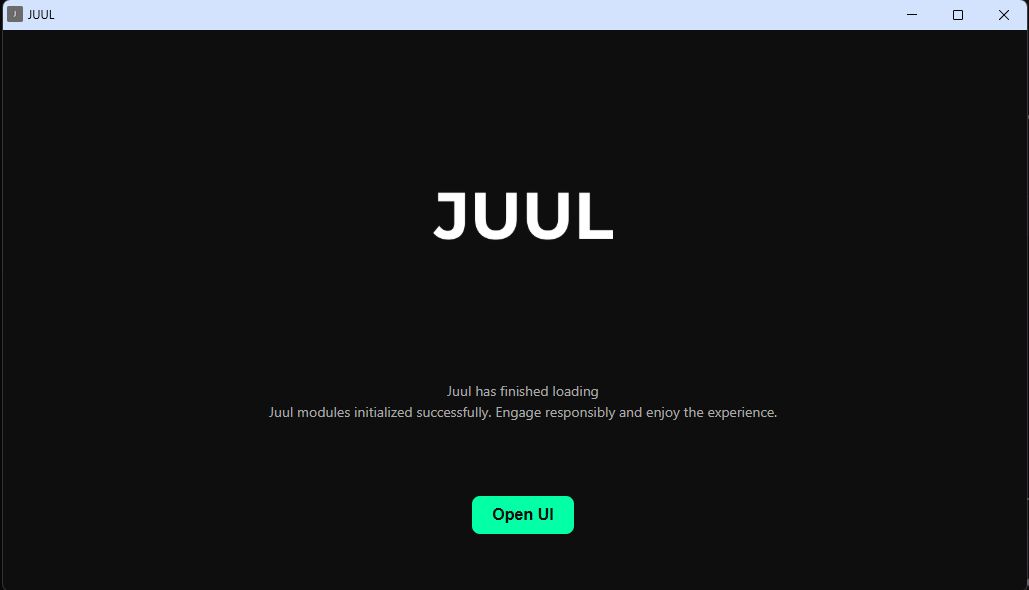 J JUUL
JUUL
Juul has finished loading
Juul modules initialized successfully. Engage responsibly and enjoy the experience.
Open UI